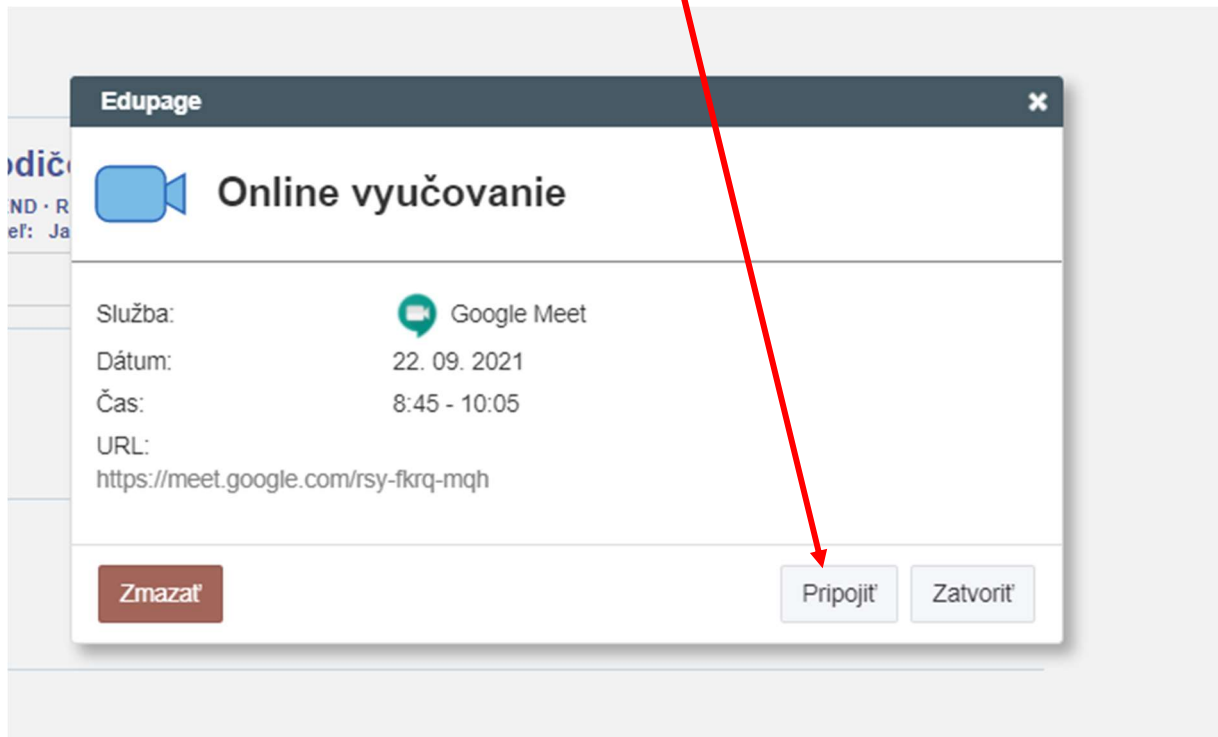 Edupage
Online vyučovanie
Služba: Google Meet
Dátum: 22. 09. 2021
Čas: 8:45 - 10:05
URL:
https://meet.google.com/rsy-fkrq-mqh
Zmazať Pripojiť Zatvoriť